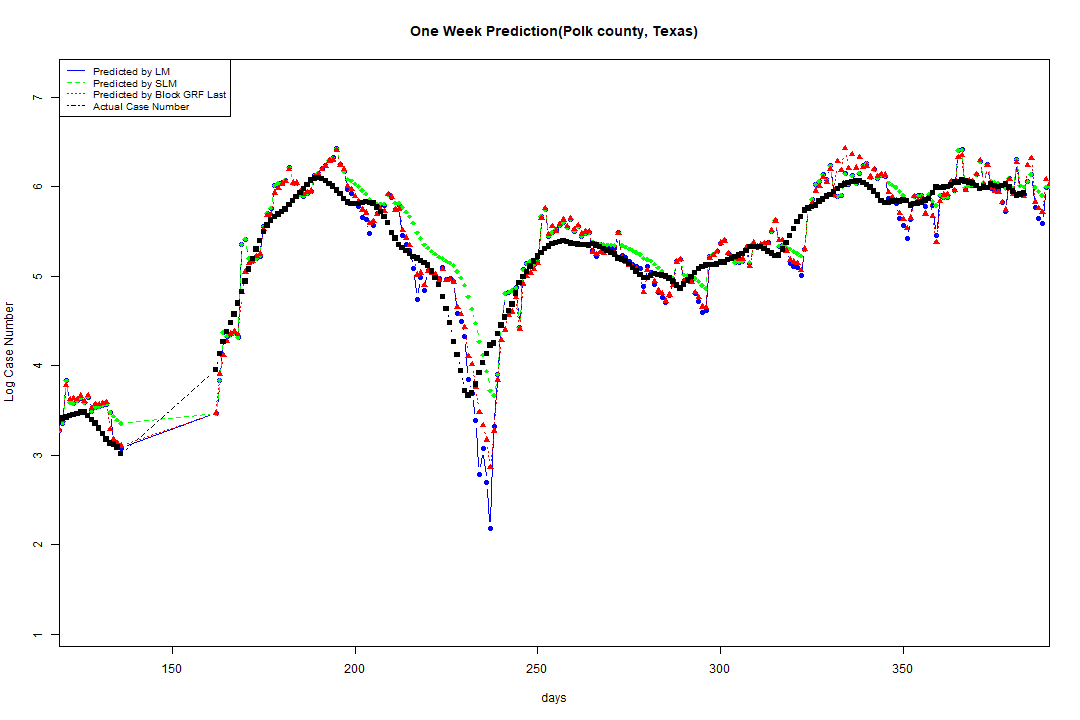 One Week Prediction(Polk county, Texas)
Predicted by LM
Predicted by SLM
Predicted by Block GRF Last
Actual Case Number
7
6
5
4
3
2
1
Log Case Number
150 200 250 300 350
days